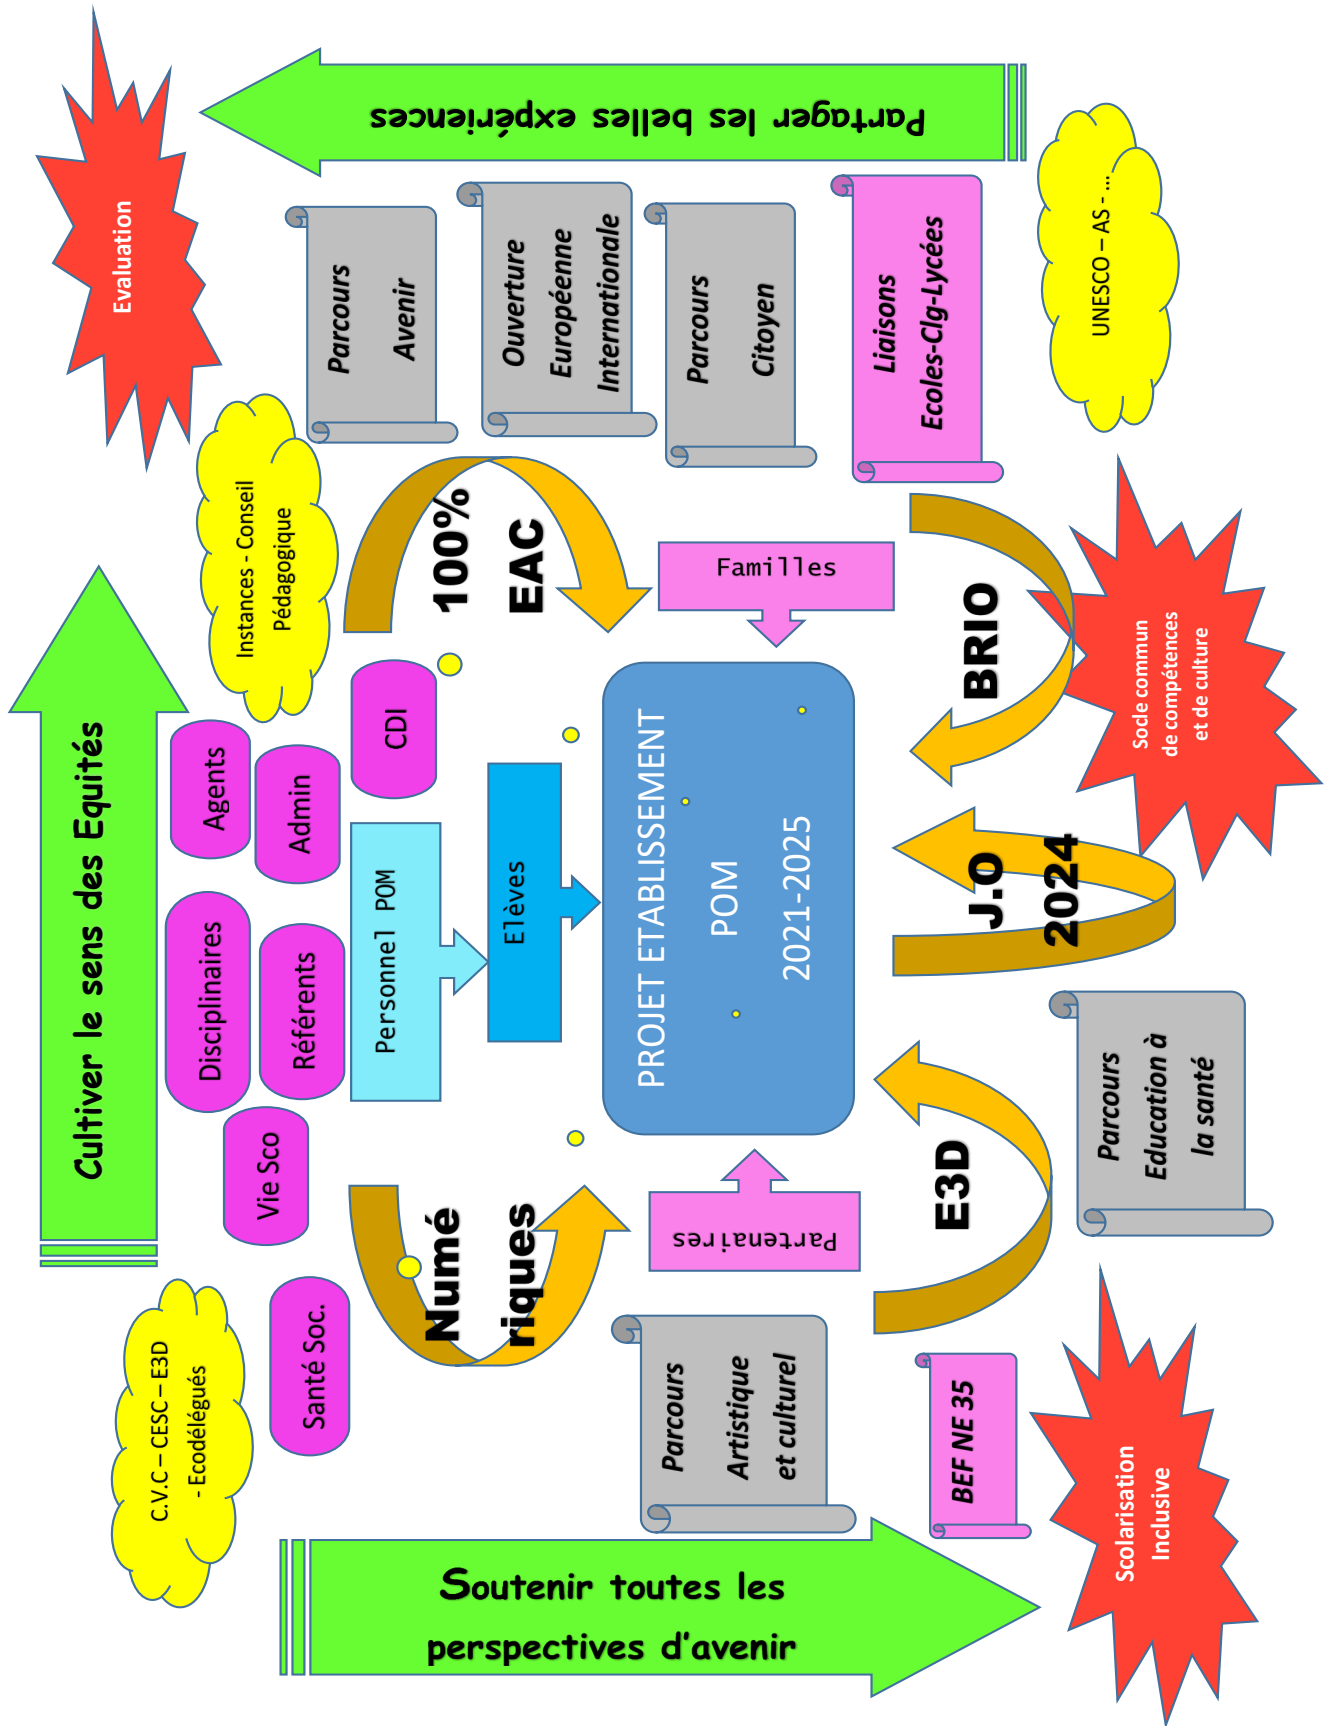 Cultiver le sens des Equités
C.V.C – CESC – E3D
- Ecodélégués
Instances - Conseil
Pédagogique
Evaluation
Santé Soc.
Vie Sco
Disciplinaires
Référents
Agents
Admin
CDI
Personnel POM
Elèves
Numé
riques
100%
EAC
PROJET ETABLISSEMENT
POM
2021-2025
Soutenir toutes les
perspectives d’avenir
Partager les belles expériences
Parcours
Avenir
Ouverture
Européenne
Internationale
Parcours
Citoyen
Liaisons
Ecoles-Clg-Lycées
Partenaires
Familles
Parcours
Artistique
et culturel
BEF NE 35
E3D
J.O
2024
BRIO
Parcours
Education à
la santé
Scolarisation
Inclusive
Socle commun
de compétences
et de culture
UNESCO – AS - …